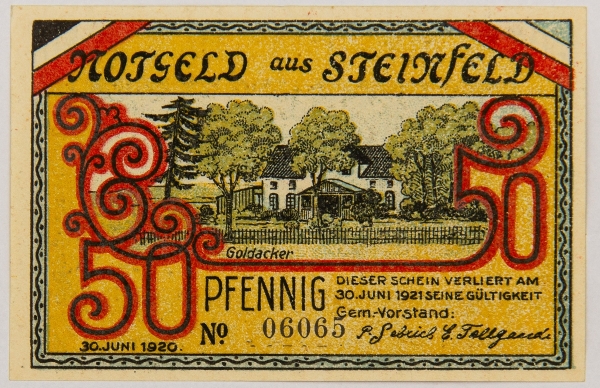 NOTGELD aus STEINFELD
50
Goldacker
50 PFENNIG
DIESER SCHEIN VERLIERT AM
30. JUNI 1921 SEINE GÜLTIGKEIT
Gem.-Vorstand:
No 06065
30. JUNI 1920.